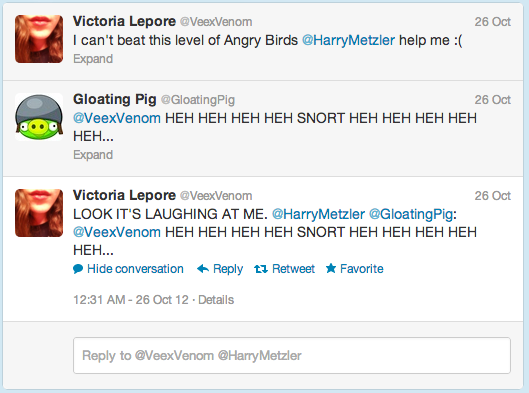 Victoria Lepore @VeexVenom 26 Oct
I can't beat this level of Angry Birds @HarryMetzler help me :(
Expand
Gloating Pig @GloatingPig 26 Oct
@VeexVenom HEH HEH HEH HEH SNORT HEH HEH HEH HEH
HEH...
Expand
Victoria Lepore @VeexVenom 26 Oct
LOOK IT'S LAUGHING AT ME. @HarryMetzler @GloatingPig:
@VeexVenom HEH HEH HEH HEH SNORT HEH HEH HEH HEH
HEH...
Hide conversation Reply Retweet Favorite
12:31 AM - 26 Oct 12 · Details
Reply to @VeexVenom @HarryMetzler